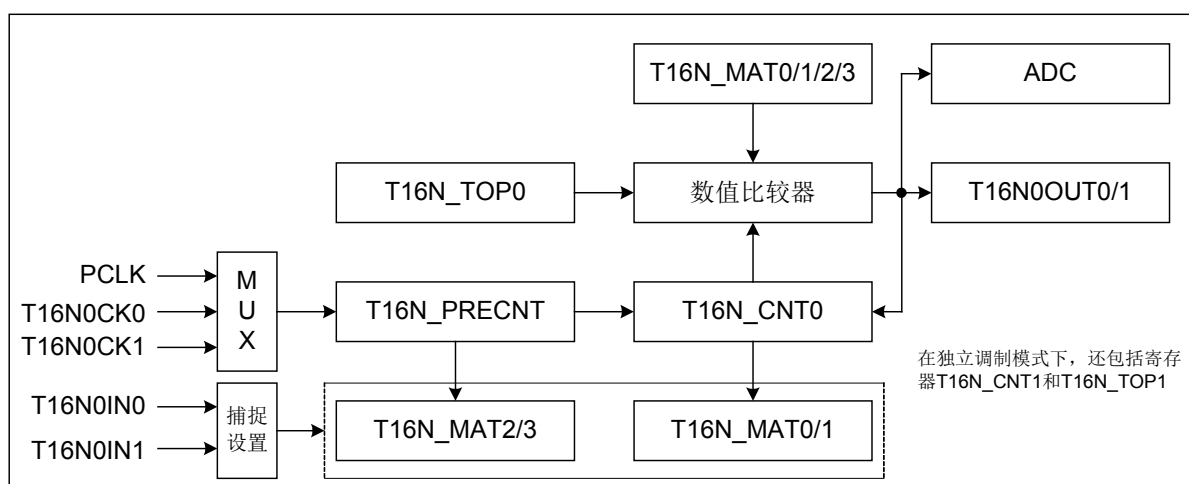 T16N_MAT0/1/2/3
ADC
T16N_TOP0
数值比较器
T16N0OUT0/1
PCLK
T16N0CK0
T16N0CK1
M
U
X
T16N_PRECNT
T16N_CNT0
在独立调制模式下，还包括寄存
器T16N_CNT1和T16N_TOP1
T16N0IN0
T16N0IN1
捕捉
设置
T16N_MAT2/3
T16N_MAT0/1